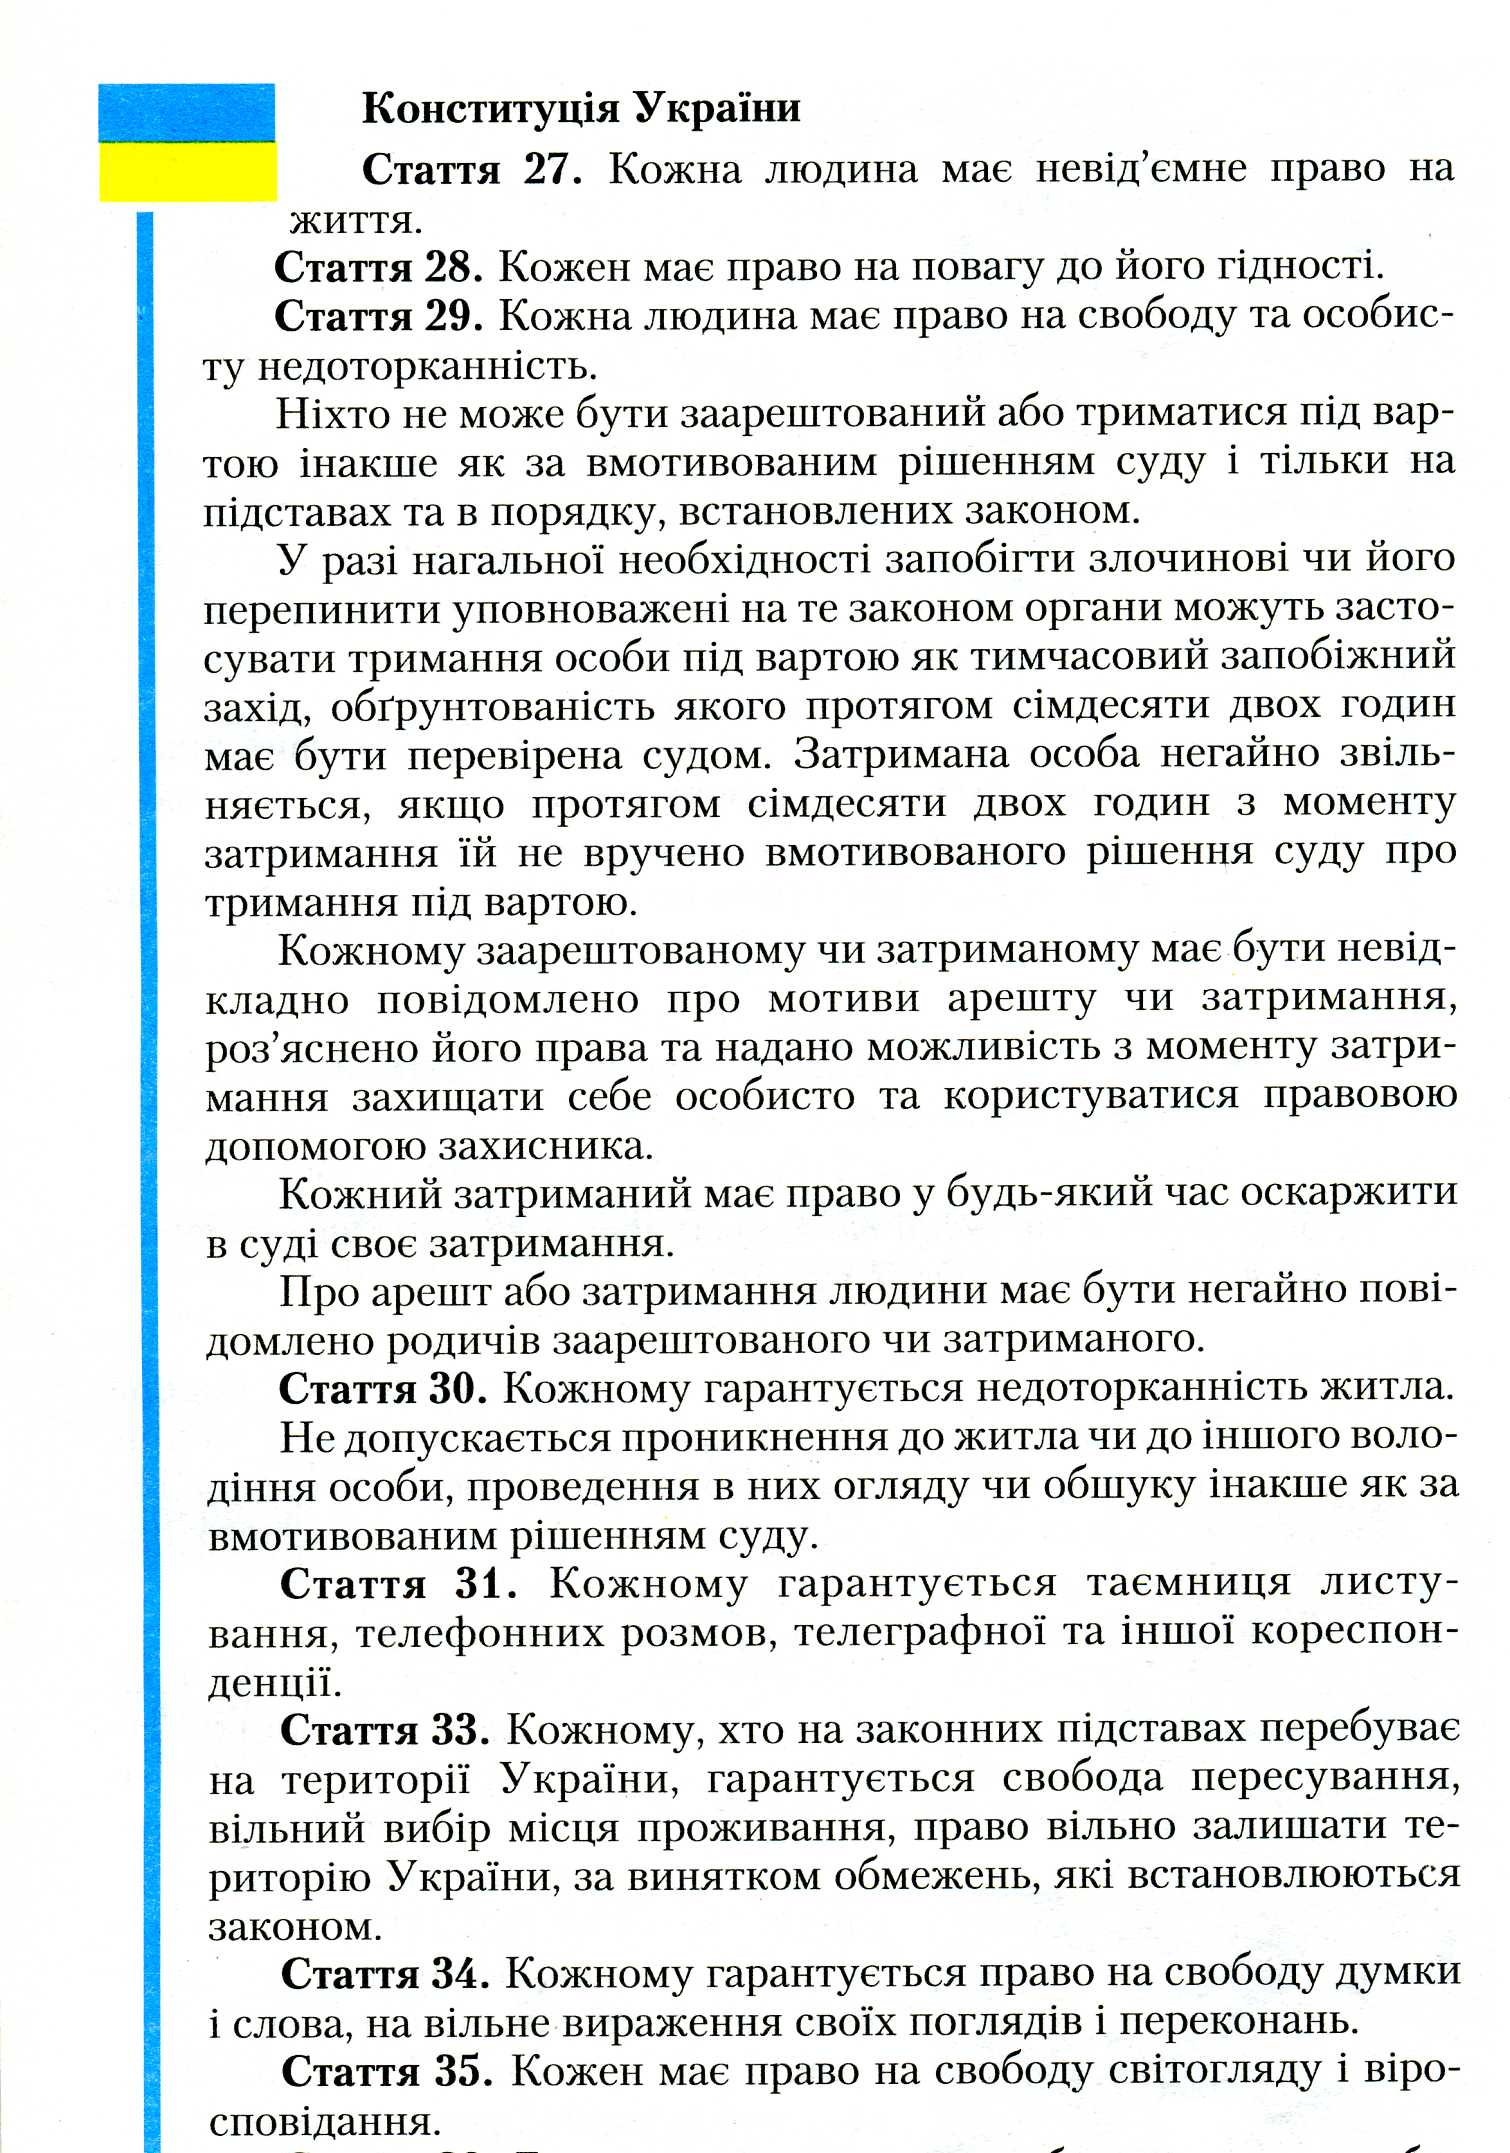 Конституція України
Стаття 27. Кожна людина має невід’ємне право на
життя.
Стаття 28. Кожен має право на повагу до його гідності.
Стаття 29. Кожна людина має право на свободу та особис-
ту недоторканність.
Ніхто не може бути заарештований або триматися під вар-
тою інакше як за вмотивованим рішенням суду і тільки на
підставах та в порядку, встановлених законом.
У разі нагальної необхідності запобігти злочинові чи його
перепинити уповноважені на те законом органи можуть засто-
сувати тримання особи під вартою як тимчасовий запобіжний
захід, обґрунтованість якого протягом сімдесяти двох годин
має бути перевірена судом. Затримана особа негайно звіль-
няється, якщо протягом сімдесяти двох годин з моменту
затримання їй не вручено вмотивованого рішення суду про
тримання під вартою.
Кожному заарештованому чи затриманому має бути невід-
кладно повідомлено про мотиви арешту чи затримання,
роз’яснено його права та надано можливість з моменту затри-
мання захищати себе особисто та користуватися правовою
допомогою захисника.
Кожний затриманий має право у будь-який час оскаржити
в суді своє затримання.
Про арешт або затримання людини має бути негайно пові-
домлено родичів заарештованого чи затриманого.
Стаття 30. Кожному гарантується недоторканність житла.
Не допускається проникнення до житла чи до іншого воло-
діння особи, проведення в них огляду чи обшуку інакше як за
вмотивованим рішенням суду.
Стаття 31. Кожному гарантується таємниця листу-
вання, телефонних розмов, телеграфної та іншої кореспон-
денції.
Стаття 33. Кожному, хто на законних підставах перебуває
на території України, гарантується свобода пересування,
вільний вибір місця проживання, право вільно залишати те-
риторію України, за винятком обмежень, які встановлюються
законом.
Стаття 34. Кожному гарантується право на свободу думки
і слова, на вільне вираження своїх поглядів і переконань.
Стаття 35. Кожен має право на свободу світогляду і віро-
сповідання.